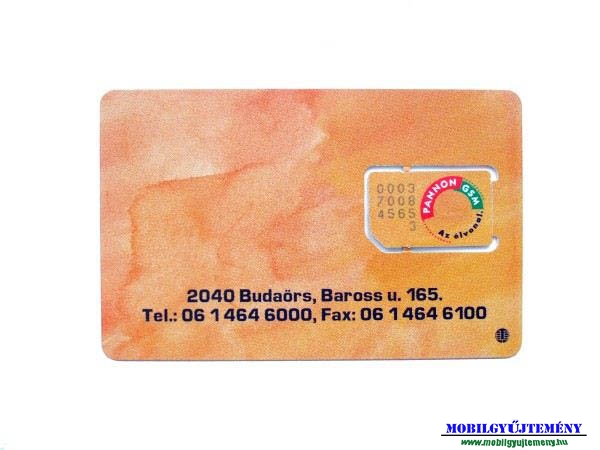 0003
7008
4565
3
PANNON GSM
Az élvonal.
2040 Budaörs, Baross u. 165.
Tel.: 06 1 464 6000, Fax: 06 1 464 6100
MOBILGYŰJTEMÉNY
www.mobilgyujtemeny.hu